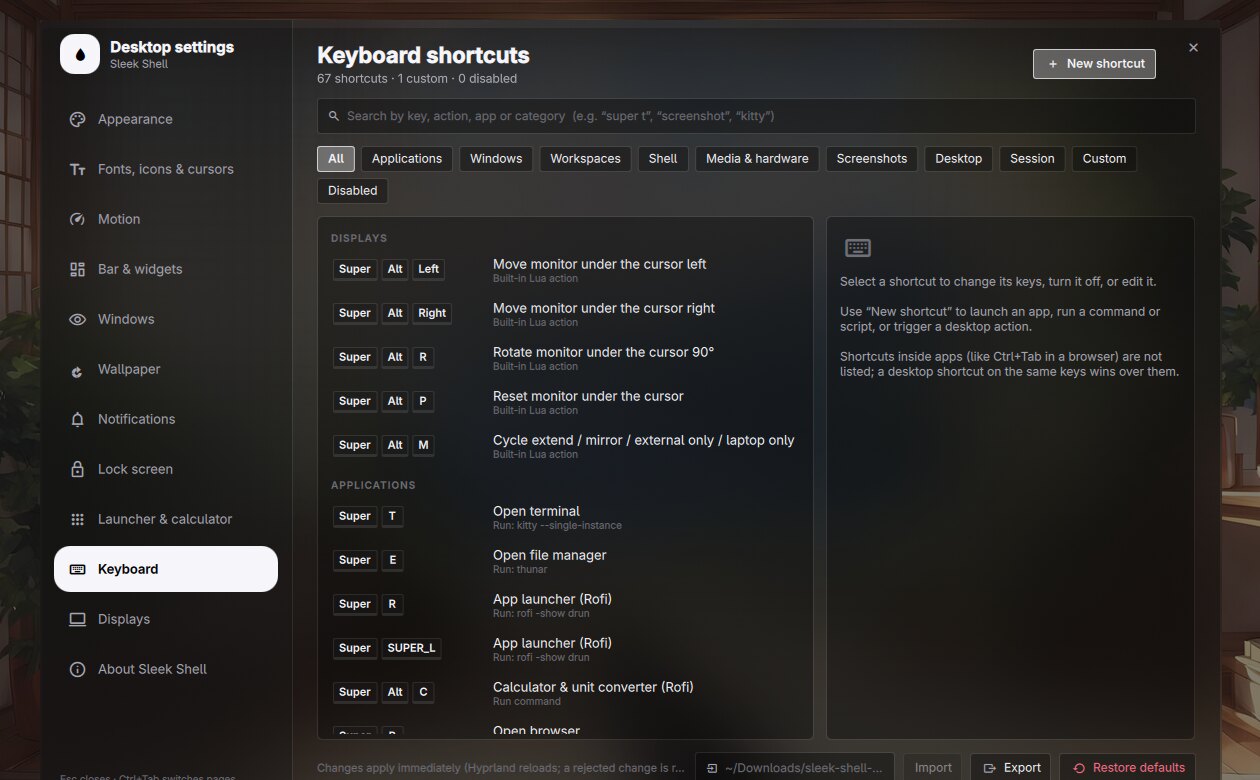 Desktop settings
Sleek Shell
Appearance
Fonts, icons & cursors
Motion
Bar & widgets
Windows
Wallpaper
Notifications
Lock screen
Launcher & calculator
Keyboard
Displays
About Sleek Shell
Esc closes · Ctrl+Tab switches pages
Keyboard shortcuts
67 shortcuts · 1 custom · 0 disabled
+ New shortcut
Search by key, action, app or category (e.g. “super t”, “screenshot”, “kitty”)
All Applications Windows Workspaces Shell Media & hardware Screenshots Desktop Session Custom
Disabled
DISPLAYS
Super Alt Left Move monitor under the cursor left
Built-in Lua action
Super Alt Right Move monitor under the cursor right
Built-in Lua action
Super Alt R Rotate monitor under the cursor 90°
Built-in Lua action
Super Alt P Reset monitor under the cursor
Built-in Lua action
Super Alt M Cycle extend / mirror / external only / laptop only
Built-in Lua action
APPLICATIONS
Super T Open terminal
Run: kitty --single-instance
Super E Open file manager
Run: thunar
Super R App launcher (Rofi)
Run: rofi -show drun
Super SUPER_L App launcher (Rofi)
Run: rofi -show drun
Super Alt C Calculator & unit converter (Rofi)
Run command
Open browser
Select a shortcut to change its keys, turn it off, or edit it.
Use “New shortcut” to launch an app, run a command or
script, or trigger a desktop action.
Shortcuts inside apps (like Ctrl+Tab in a browser) are not
listed; a desktop shortcut on the same keys wins over them.
Changes apply immediately (Hyprland reloads; a rejected change is r...
~/Downloads/sleek-shell-...
Import
Export
Restore defaults